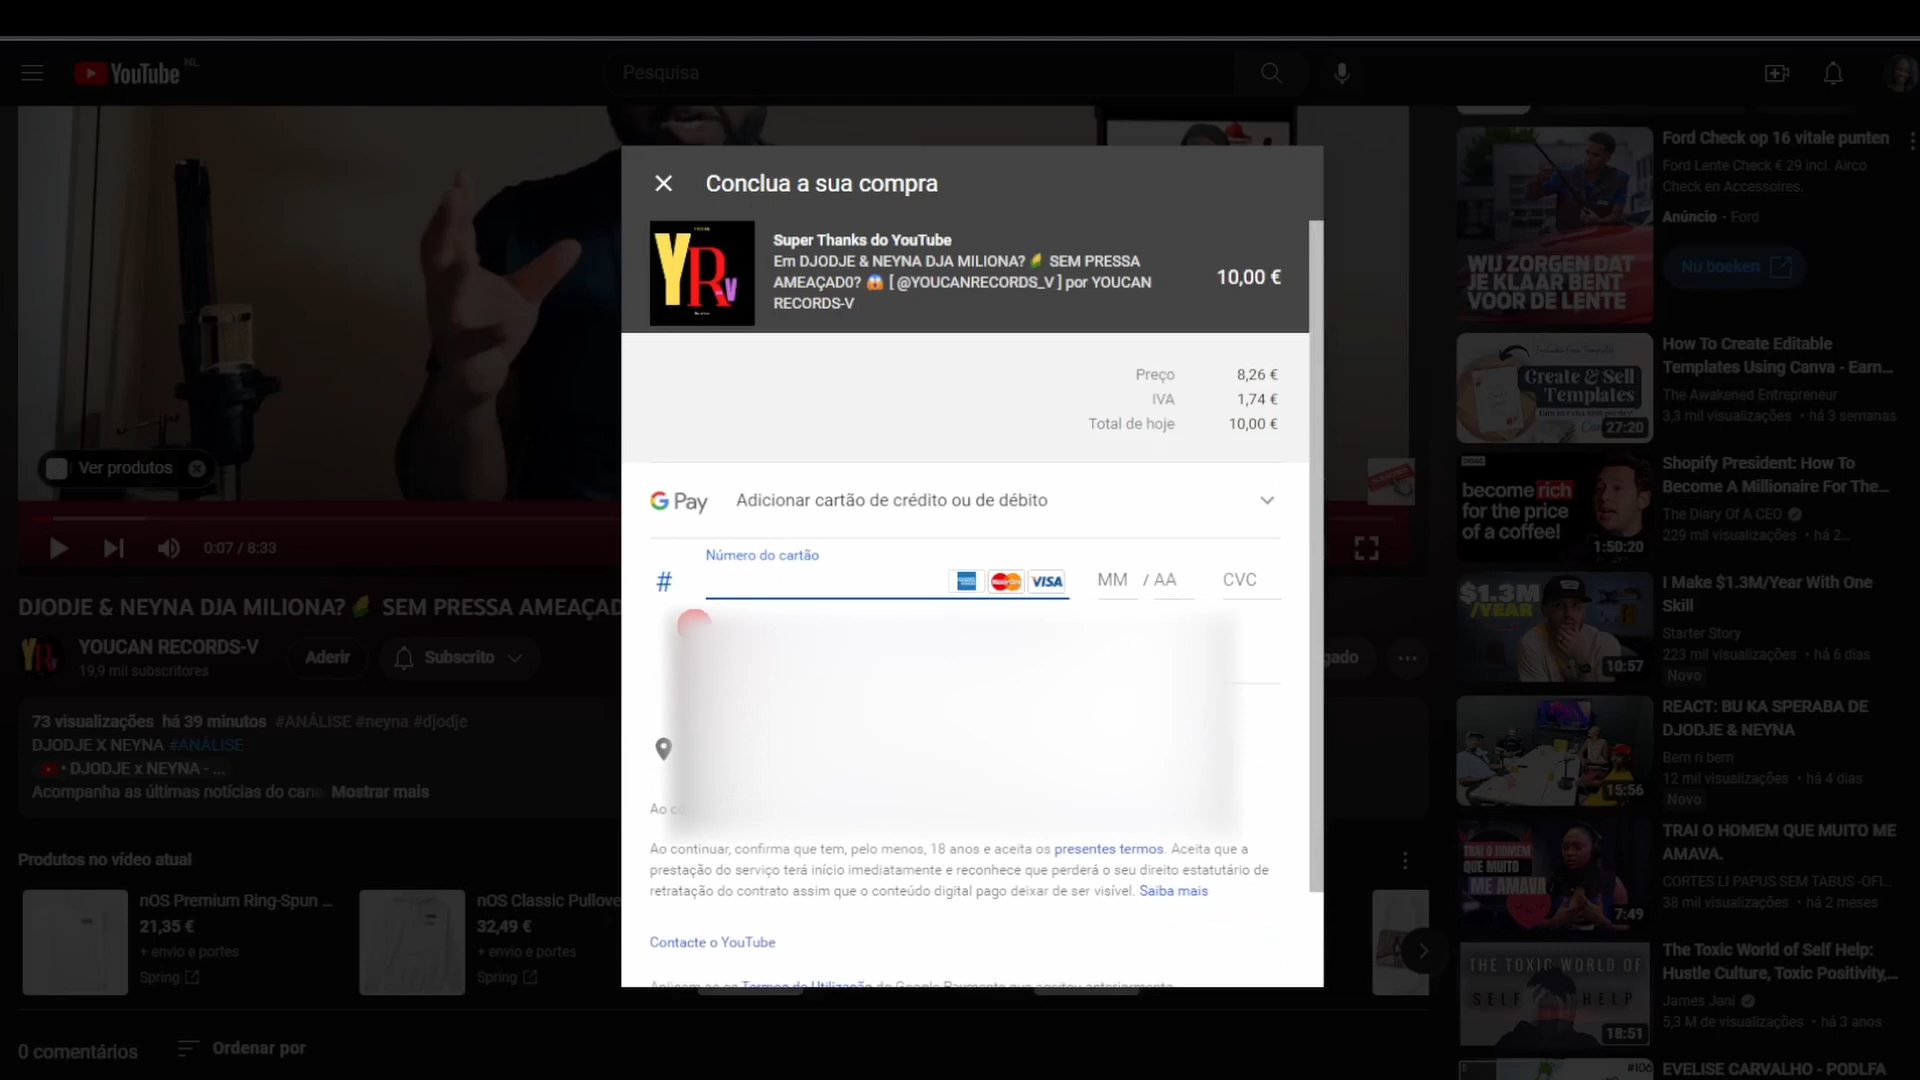 YouTube NL
Pesquisa
Conclua a sua compra
YRV
Super Thanks do YouTube
Em DJODJE & NEYNA DJA MILIONA? 🌽 SEM PRESSA
AMEAÇAD0? 😱 [ @YOUCANRECORDS_V ] por YOUCAN
RECORDS-V
10,00 €
Preço 8,26 €
IVA 1,74 €
Total de hoje 10,00 €
G Pay Adicionar cartão de crédito ou de débito
Número do cartão
# VISA MM / AA CVC
Ao
Ao continuar, confirma que tem, pelo menos, 18 anos e aceita os presentes termos. Aceita que a
prestação do serviço terá início imediatamente e reconhece que perderá o seu direito estatutário de
retratação do contrato assim que o conteúdo digital pago deixar de ser visível. Saiba mais
Contacte o YouTube
Ver produtos
0:07 / 8:33
DJODJE & NEYNA DJA MILIONA? 🌽 SEM PRESSA AMEAÇAD
YOUCAN RECORDS-V
19,9 mil subscritores
Aderir
Subscrito
gado
73 visualizações há 39 minutos #ANÁLISE #neyna #djodje
DJODJE X NEYNA #ANÁLISE
• DJODJE x NEYNA - ...
Acompanha as últimas notícias do cana Mostrar mais
Produtos no vídeo atual
nOS Premium Ring-Spun ...
21,35 €
+ envio e portes
Spring
nOS Classic Pullove
32,49 €
+ envio e portes
Spring
0 comentários
Ordenar por
WIJ ZORGEN DAT
JE KLAAR BENT
VOOR DE LENTE
Ford Check op 16 vitale punten
Ford Lente Check € 29 incl. Airco
Check en Accessoires.
Anúncio - Ford
Nu boeken
Create & Sell
Templates
27:20
How To Create Editable
Templates Using Canva - Earn...
The Awakened Entrepreneur
3,3 mil visualizações • há 3 semanas
become rich
for the price
of a coffee!
1:50:20
Shopify President: How To
Become A Millionaire For The...
The Diary Of A CEO
229 mil visualizações • há 2...
$1.3M
/YEAR
10:57
I Make $1.3M/Year With One
Skill
Starter Story
223 mil visualizações • há 6 dias
Novo
15:56
REACT: BU KA SPERABA DE
DJODJE & NEYNA
Bem ri bem
12 mil visualizações • há 4 dias
Novo
TRAI O HOMEM
QUE MUITO
ME AMAVA
7:49
TRAI O HOMEM QUE MUITO ME
AMAVA.
CORTES LI PAPUS SEM TABUS -OFI...
38 mil visualizações • há 2 meses
THE TOXIC WORLD OF
SELF HELP
18:51
The Toxic World of Self Help:
Hustle Culture, Toxic Positivity,...
James Jani
5,3 M de visualizações • há 3 anos
#106
EVELISE CARVALHO - PODLFA